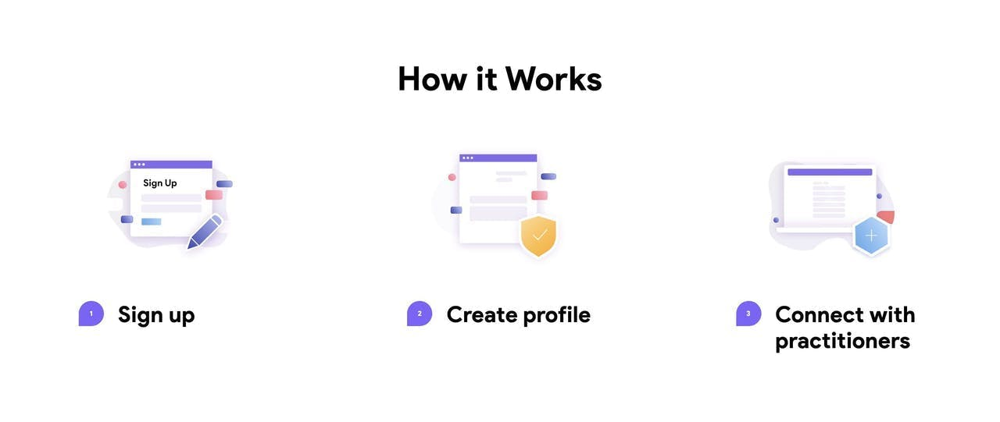 How it Works
Sign Up
1 Sign up
2 Create profile
3 Connect with
practitioners